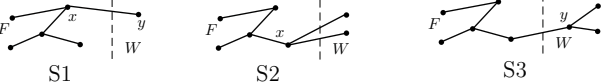 F x y W
F x W
F y W
S1 S2 S3